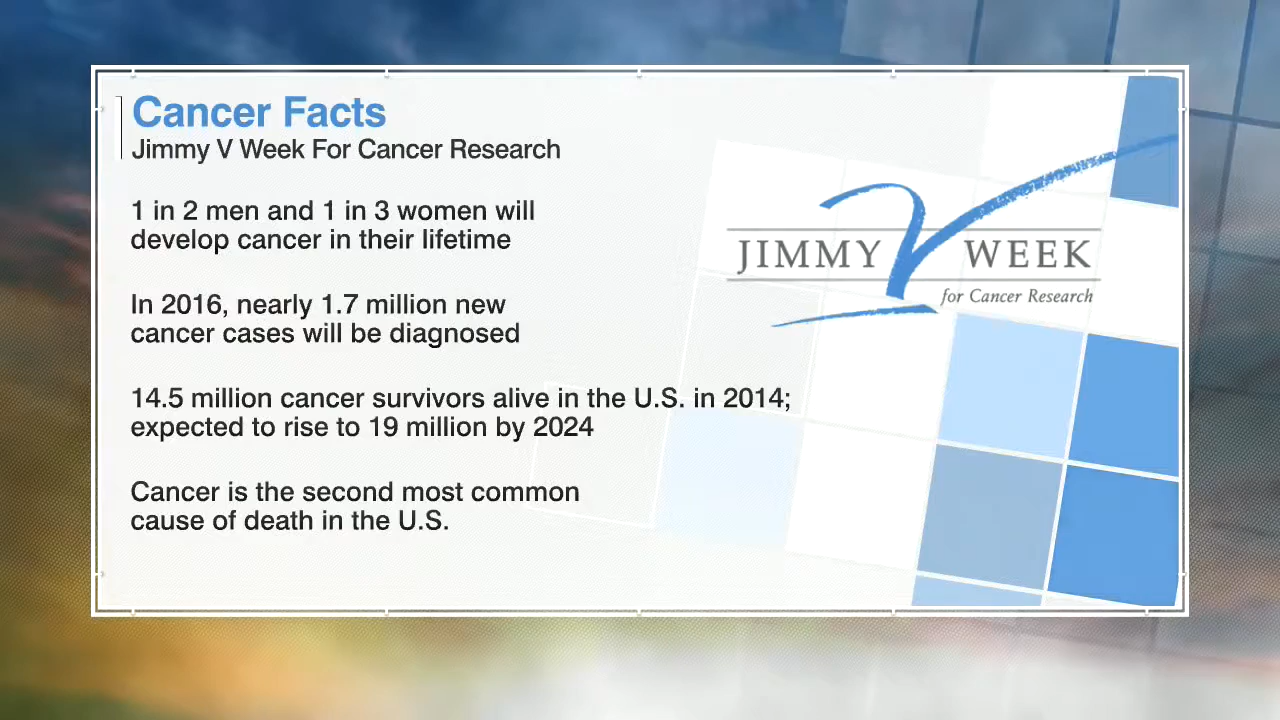 Cancer Facts
Jimmy V Week For Cancer Research
1 in 2 men and 1 in 3 women will
develop cancer in their lifetime
In 2016, nearly 1.7 million new
cancer cases will be diagnosed
14.5 million cancer survivors alive in the U.S. in 2014;
expected to rise to 19 million by 2024
Cancer is the second most common
cause of death in the U.S.
JIMMY V WEEK
for Cancer Research